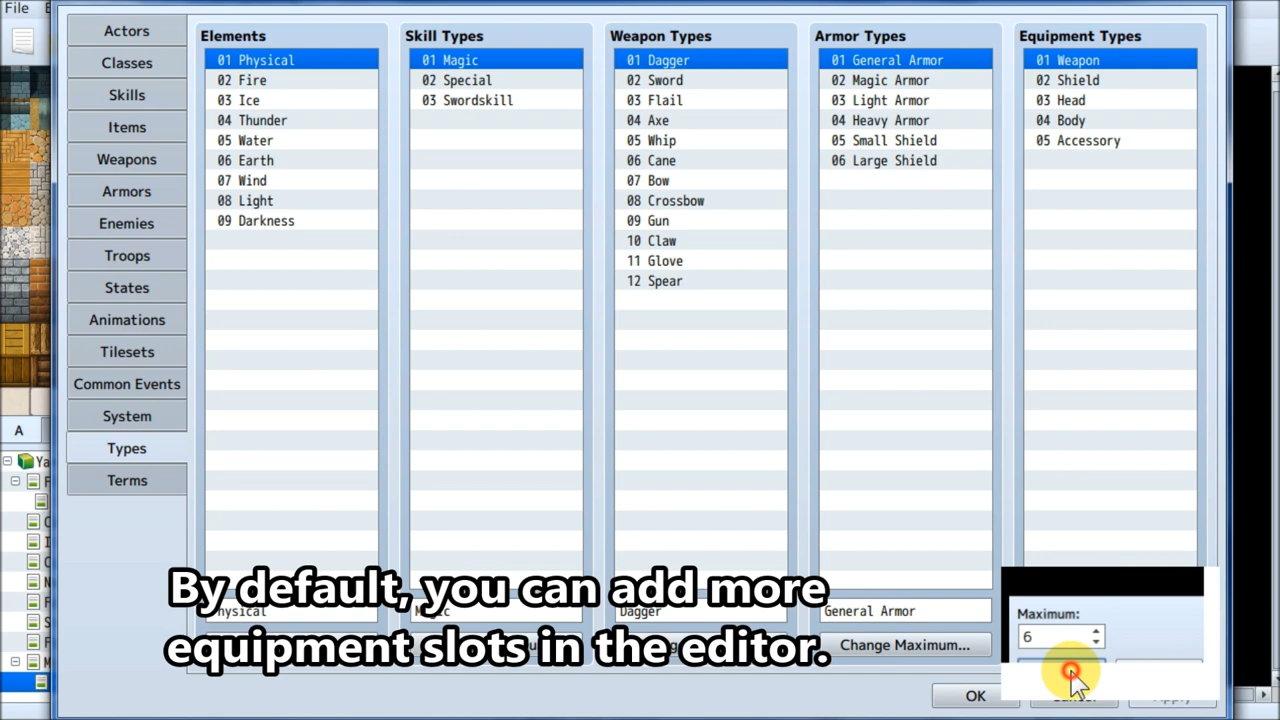 File
Actors
Classes
Skills
Items
Weapons
Armors
Enemies
Troops
States
Animations
Tilesets
Common Events
System
Types
Terms
A
Elements
01 Physical
02 Fire
03 Ice
04 Thunder
05 Water
06 Earth
07 Wind
08 Light
09 Darkness
Skill Types
01 Magic
02 Special
03 Swordskill
Weapon Types
01 Dagger
02 Sword
03 Flail
04 Axe
05 Whip
06 Cane
07 Bow
08 Crossbow
09 Gun
10 Claw
11 Glove
12 Spear
Armor Types
01 General Armor
02 Magic Armor
03 Light Armor
04 Heavy Armor
05 Small Shield
06 Large Shield
General Armor
Change Maximum...
Equipment Types
01 Weapon
02 Shield
03 Head
04 Body
05 Accessory
Maximum:
6
OK
By default, you can add more
equipment slots in the editor.